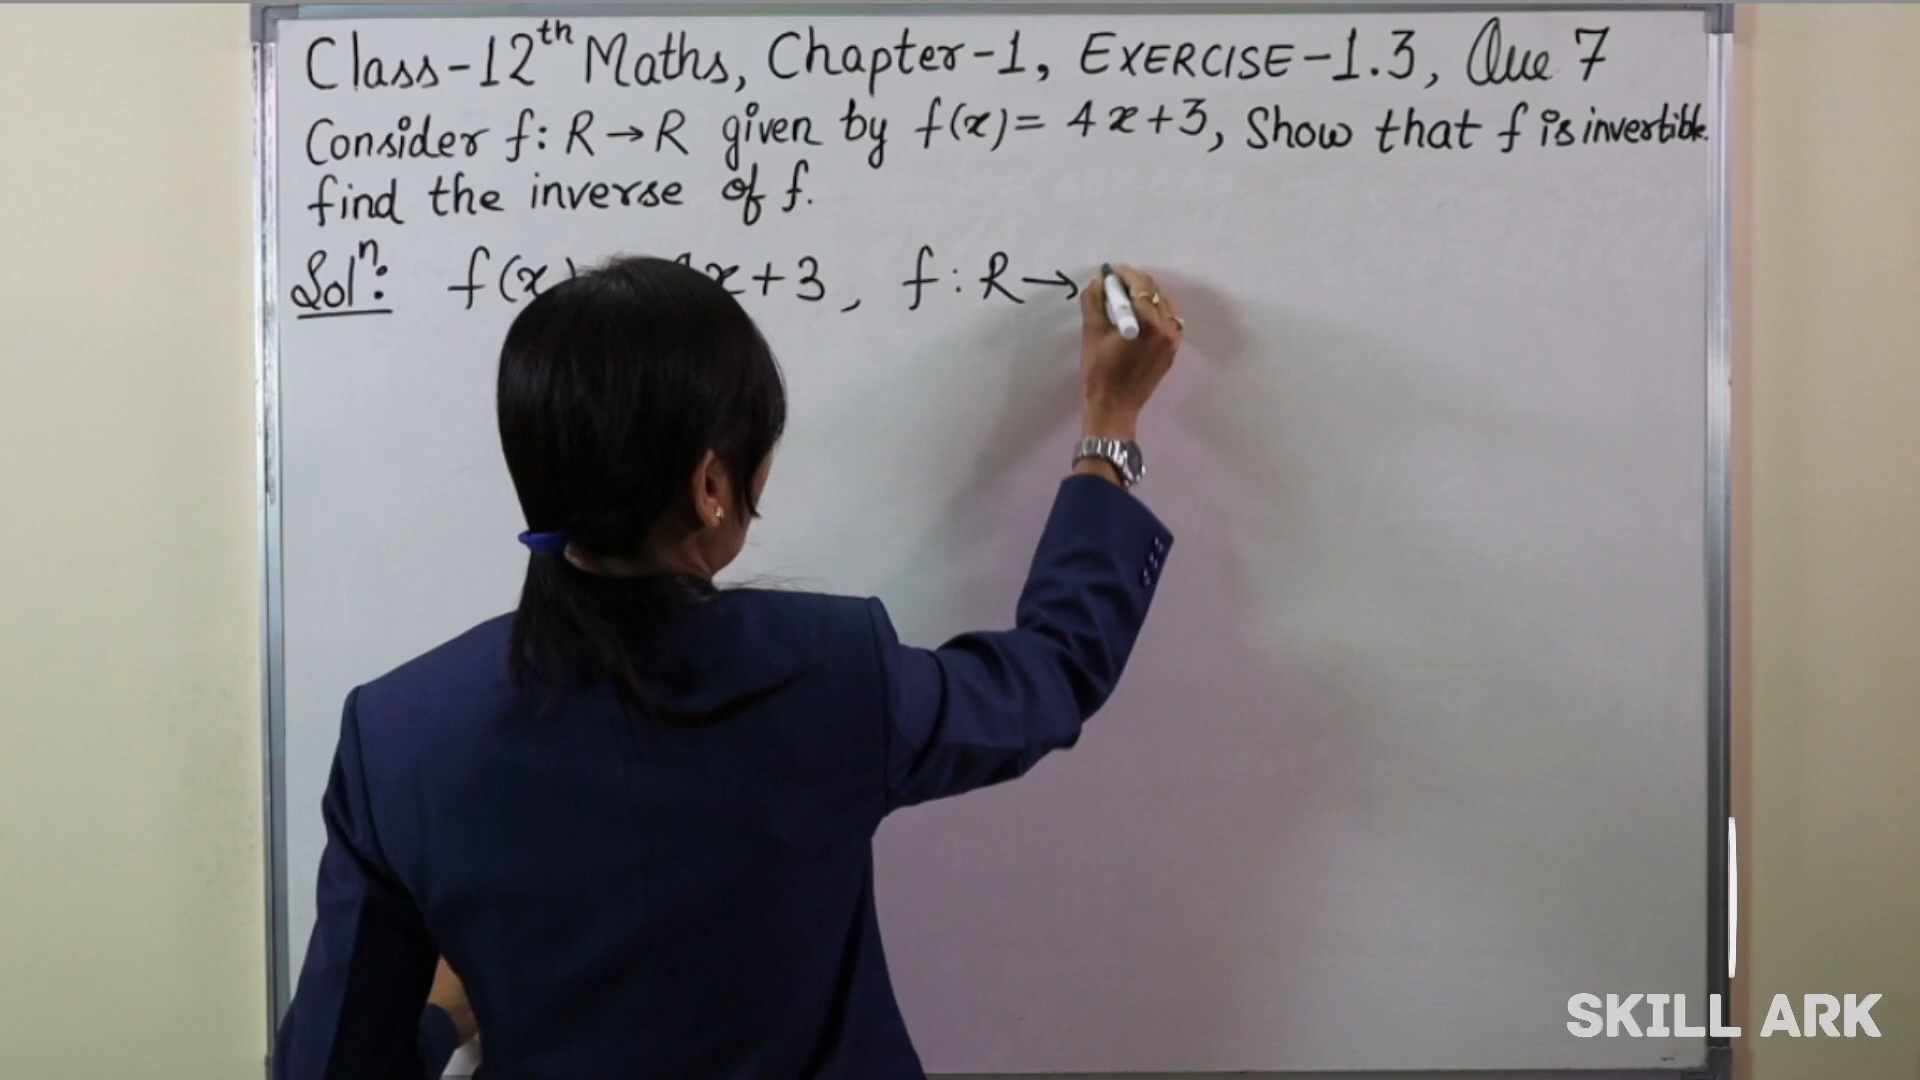 Class-12th Maths, Chapter-1, EXERCISE-1.3, Que 7
Consider f: R→R given by f(x)= 4x+3, Show that f is invertible.
find the inverse of f.
Solⁿ: f(x) 4x+3, f: R→
SKILL ARK